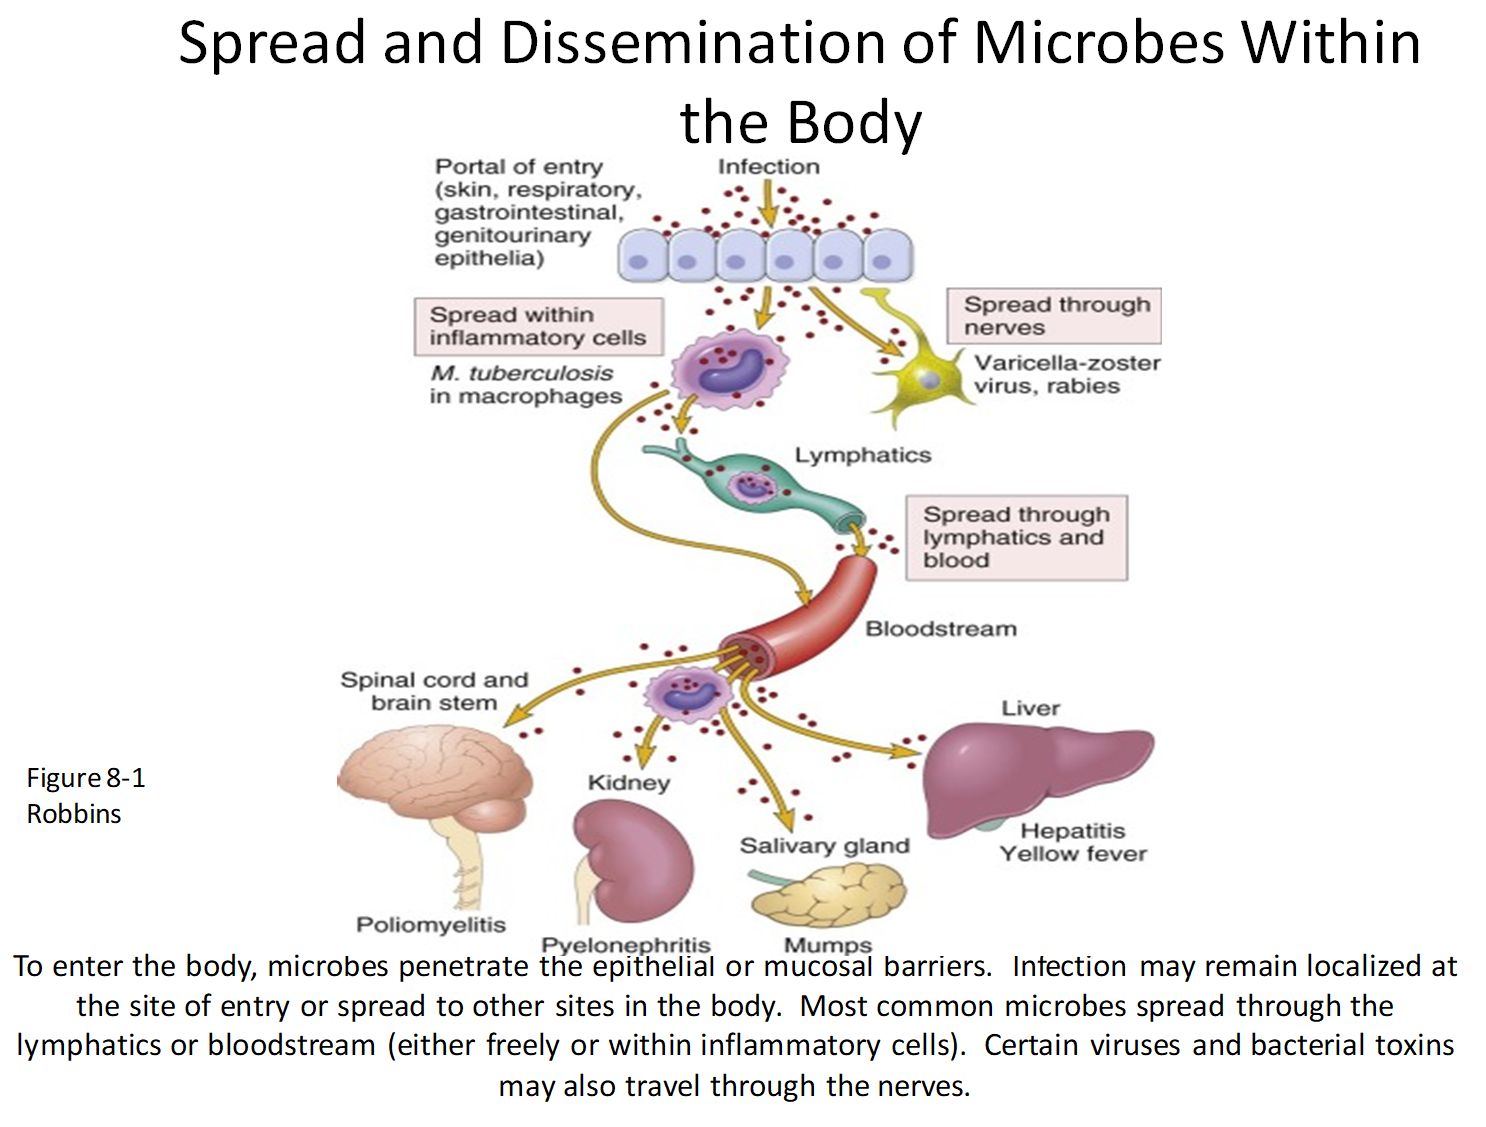 Spread and Dissemination of Microbes Within
the Body
Portal of entry
(skin, respiratory,
gastrointestinal,
genitourinary
epithelia)
Infection
Spread within
inflammatory cells
M. tuberculosis
in macrophages
Spread through
nerves
Varicella-zoster
virus, rabies
Lymphatics
Spread through
lymphatics and
blood
Bloodstream
Spinal cord and
brain stem
Poliomyelitis
Kidney
Pyelonephritis
Salivary gland
Mumps
Liver
Hepatitis
Yellow fever
Figure 8-1
Robbins
To enter the body, microbes penetrate the epithelial or mucosal barriers.  Infection may remain localized at
the site of entry or spread to other sites in the body.  Most common microbes spread through the
lymphatics or bloodstream (either freely or within inflammatory cells).  Certain viruses and bacterial toxins
may also travel through the nerves.